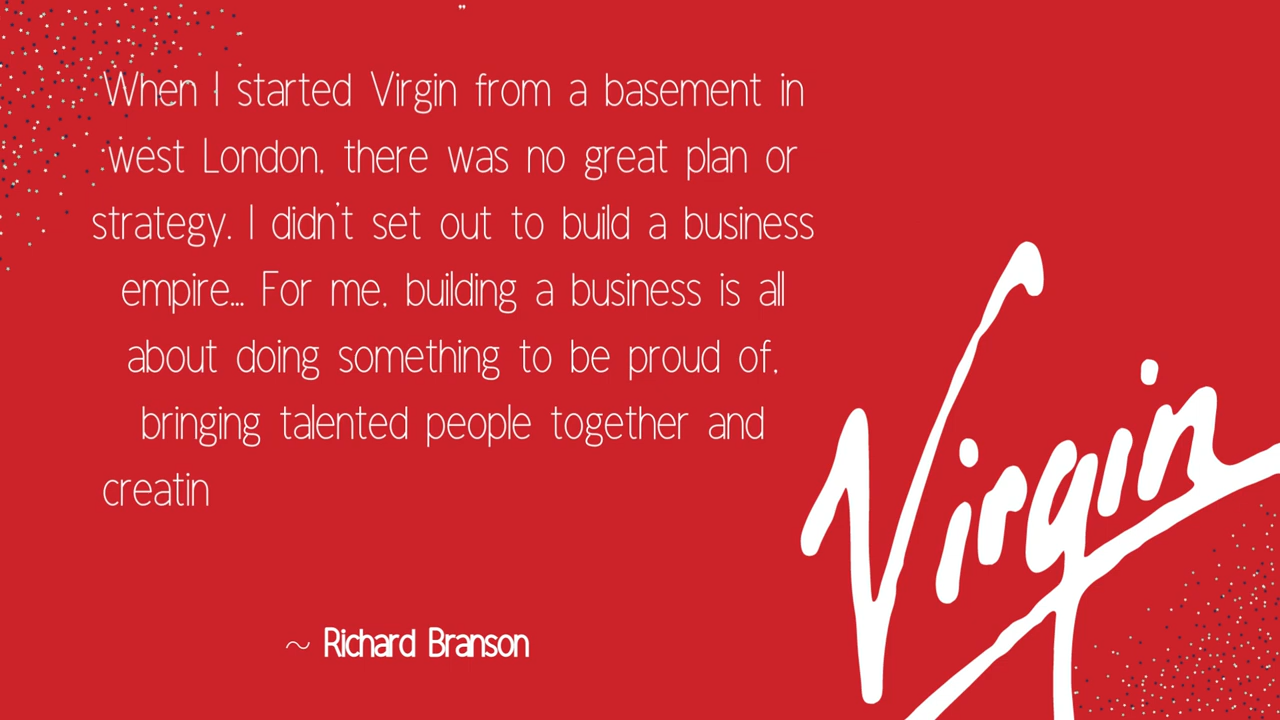 "
When I started Virgin from a basement in
west London, there was no great plan or
strategy. I didn't set out to build a business
empire... For me, building a business is all
about doing something to be proud of,
bringing talented people together and
creatin
~ Richard Branson
Virgin